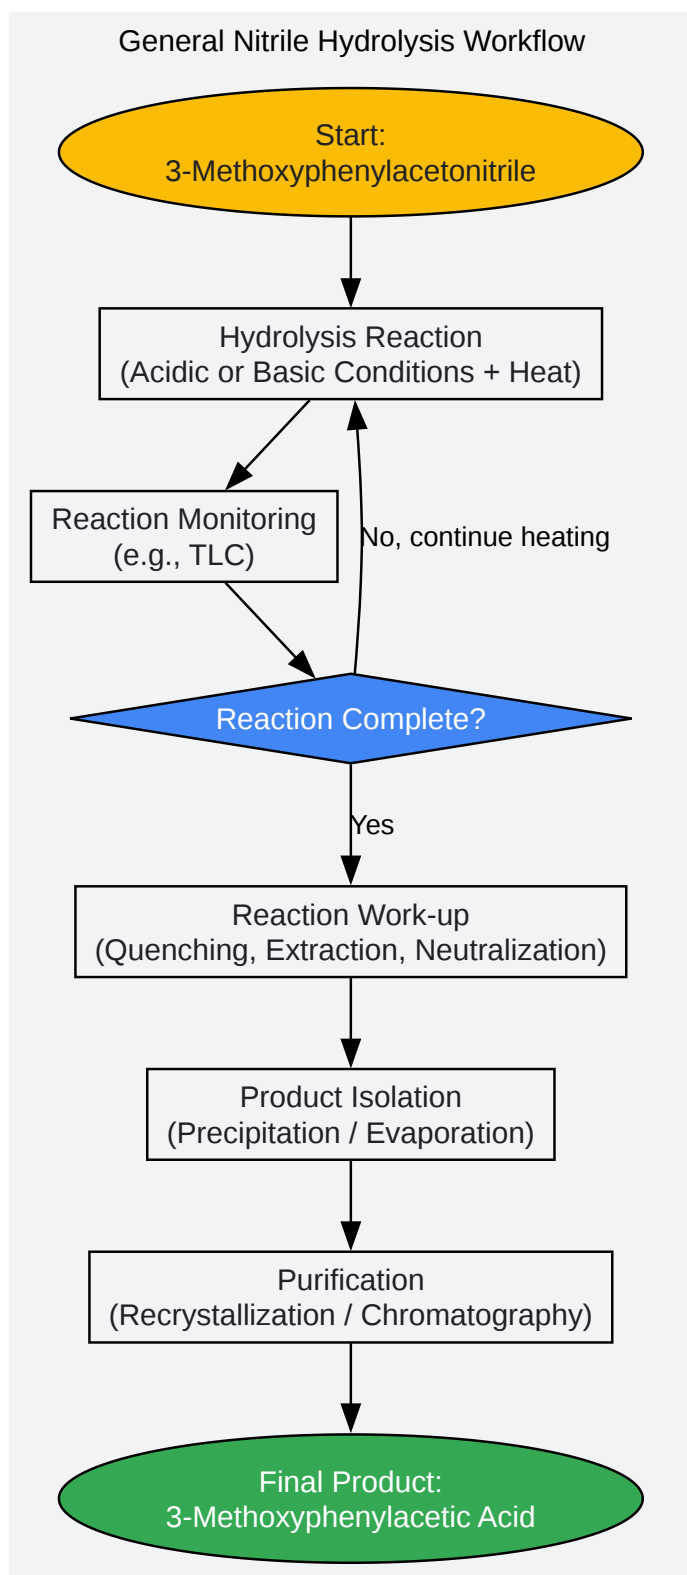 General Nitrile Hydrolysis Workflow
Start:
3-Methoxyphenylacetonitrile
Hydrolysis Reaction
(Acidic or Basic Conditions + Heat)
Reaction Monitoring
(e.g., TLC)
No, continue heating
Reaction Complete?
Yes
Reaction Work-up
(Quenching, Extraction, Neutralization)
Product Isolation
(Precipitation / Evaporation)
Purification
(Recrystallization / Chromatography)
Final Product:
3-Methoxyphenylacetic Acid